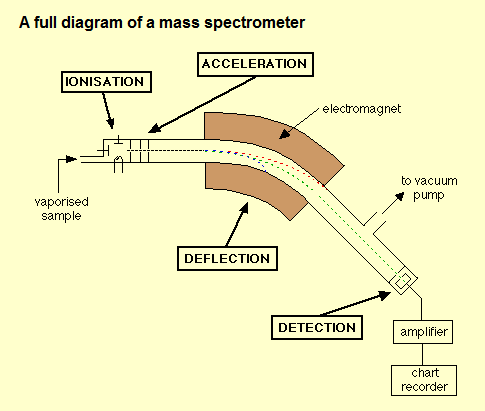 A full diagram of a mass spectrometer
ACCELERATION
IONISATION
electromagnet
to vacuum
pump
vaporised
sample
DEFLECTION
DETECTION
amplifier
chart
recorder